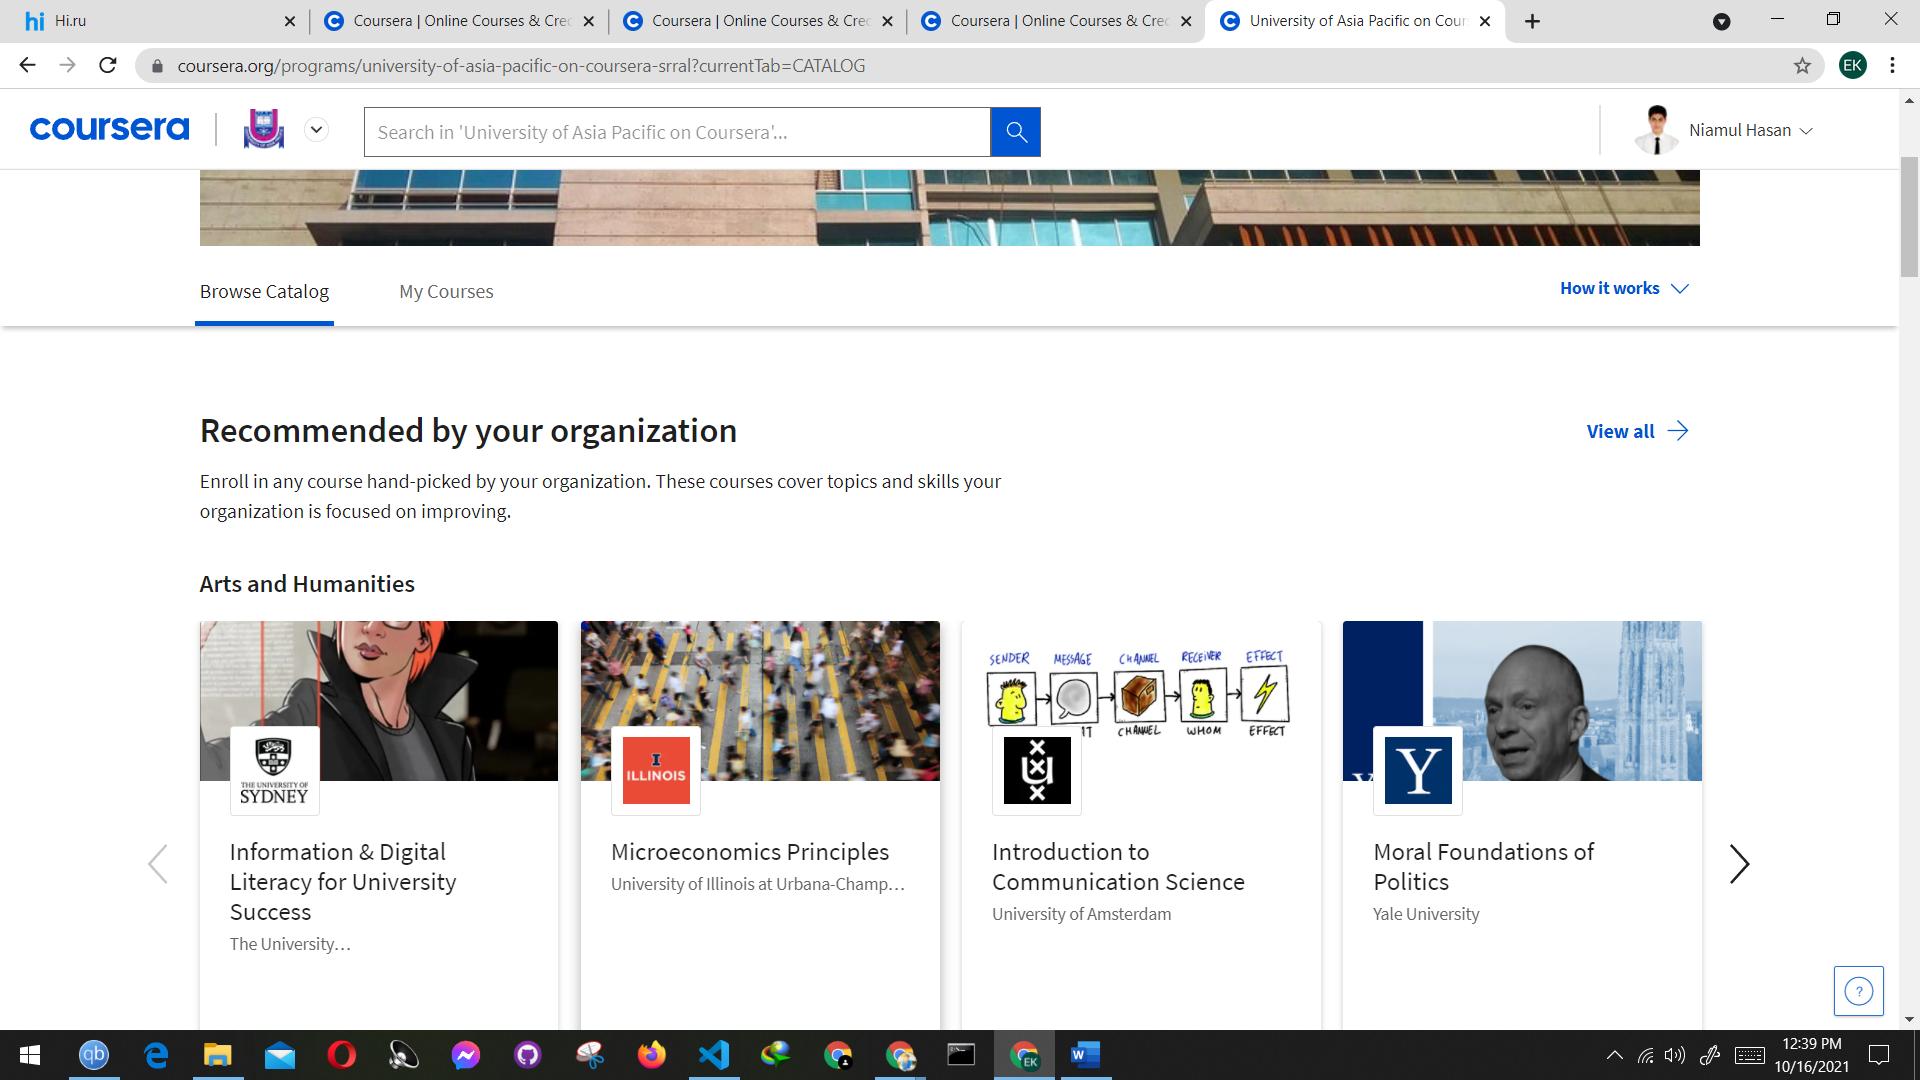 Hi.ru
Coursera | Online Courses & Cred
Coursera | Online Courses & Cred
Coursera | Online Courses & Cred
University of Asia Pacific on Cour
coursera.org/programs/university-of-asia-pacific-on-coursera-srral?currentTab=CATALOG
EK
coursera
UAP
Search in 'University of Asia Pacific on Coursera'...
Niamul Hasan
Browse Catalog
My Courses
How it works
Recommended by your organization
View all
Enroll in any course hand-picked by your organization. These courses cover topics and skills your
organization is focused on improving.
Arts and Humanities
SENDER MESSAGE CHANNEL RECEIVER EFFECT
CHANNEL WHOM EFFECT
THE UNIVERSITY OF
SYDNEY
I
ILLINOIS
Y
Information & Digital
Literacy for University
Success
The University...
Microeconomics Principles
University of Illinois at Urbana-Champ...
Introduction to
Communication Science
University of Amsterdam
Moral Foundations of
Politics
Yale University
?
12:39 PM
10/16/2021